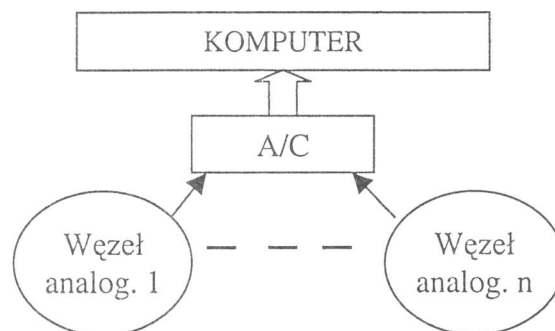 KOMPUTER
A/C
Węzeł
analog. 1
Węzeł
analog. n